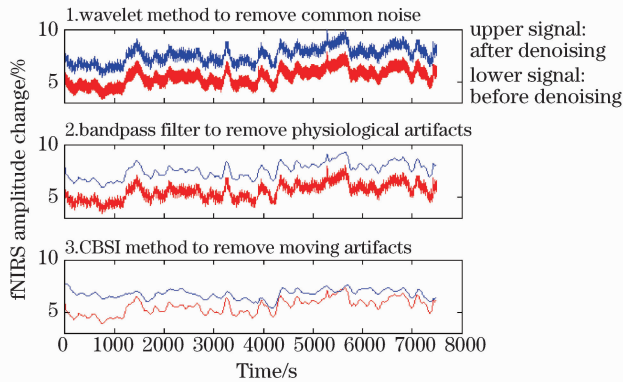 1.wavelet method to remove common noise
10
5
upper signal:
after denoising
lower signal:
before denoising
2.bandpass filter to remove physiological artifacts
10
5
3.CBSI method to remove moving artifacts
10
5
0 1000 2000 3000 4000 5000 6000 7000 8000
Time/s
fNIRS amplitude change/%